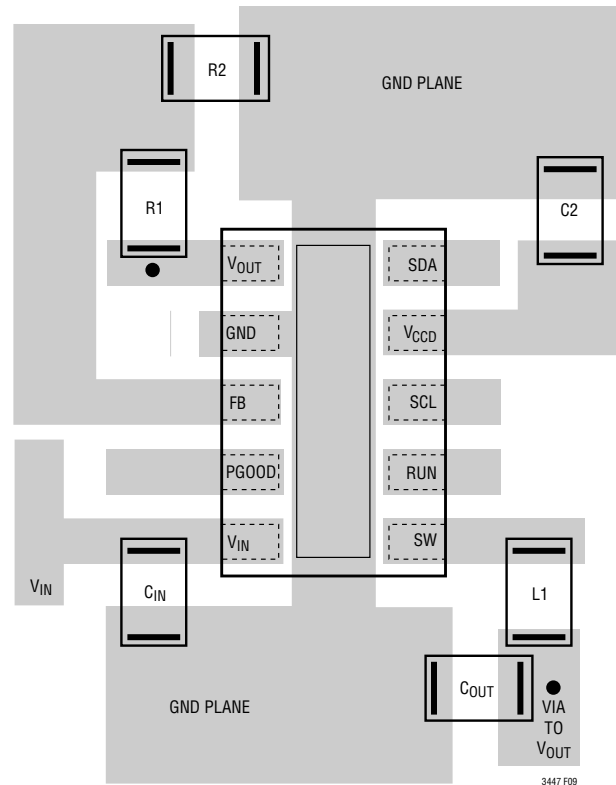 R2
GND PLANE
R1
C2
VOUT
SDA
GND
VCCD
FB
SCL
PGOOD
RUN
VIN
SW
VIN
CIN
L1
COUT
GND PLANE
VIA
TO
VOUT
3447 F09